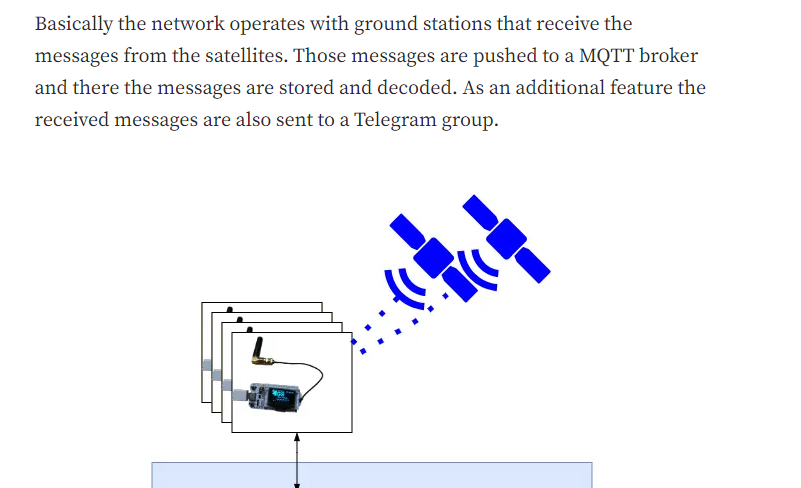 Basically the network operates with ground stations that receive the
messages from the satellites. Those messages are pushed to a MQTT broker
and there the messages are stored and decoded. As an additional feature the
received messages are also sent to a Telegram group.